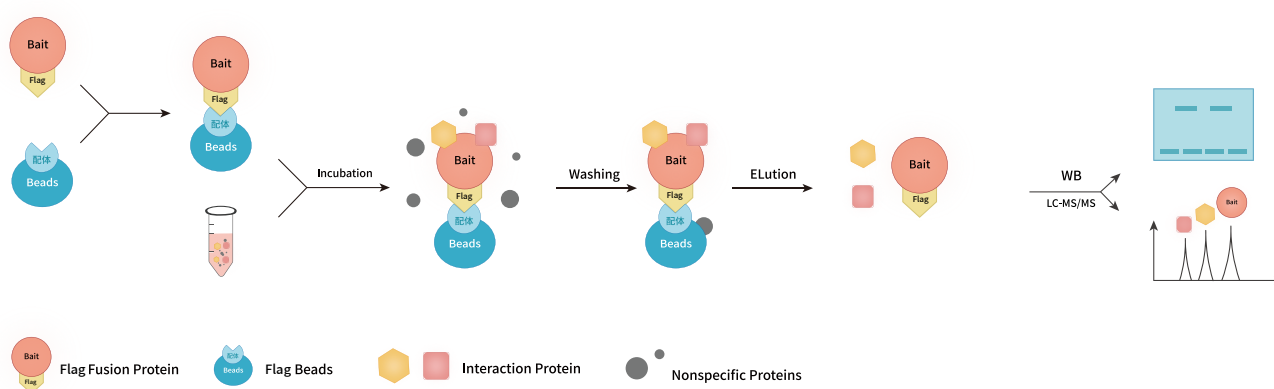 Bait
Flag
配体
Beads
Bait
Flag
配体
Beads
Incubation
Bait
Flag
配体
Beads
Washing
Bait
Flag
配体
Beads
ELution
Bait
Flag
WB
LC-MS/MS
Bait
Bait
Flag
Flag Fusion Protein
配体
Beads
Flag Beads
Interaction Protein
Nonspecific Proteins